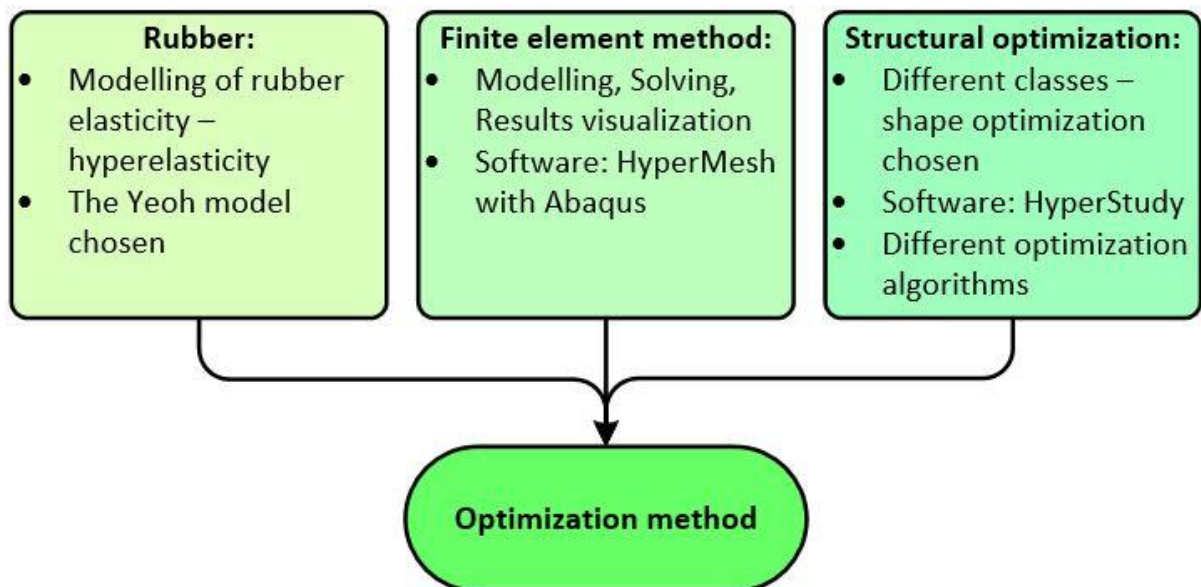 Rubber:
• Modelling of rubber
elasticity –
hyperelasticity
• The Yeoh model
chosen
Finite element method:
• Modelling, Solving,
Results visualization
• Software: HyperMesh
with Abaqus
Structural optimization:
• Different classes –
shape optimization
chosen
• Software: HyperStudy
• Different optimization
algorithms
Optimization method